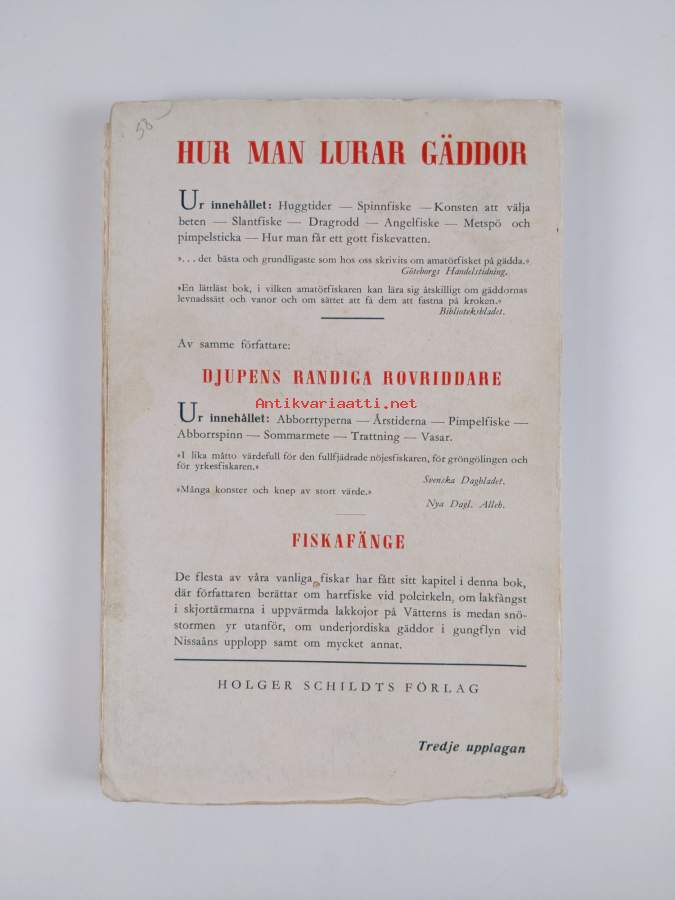 58
HUR MAN LURAR GÄDDOR
Ur innehållet: Huggtider — Spinnfiske — Konsten att välja
beten — Slantfiske — Dragrodd — Angelfiske — Metspö och
pimpelsticka — Hur man får ett gott fiskevatten.
»...det bästa och grundligaste som hos oss skrivits om amatörfisket på gädda.»
Göteborgs Handelstidning.
»En lättläst bok, i vilken amatörfiskaren kan lära sig åtskilligt om gäddornas
levnadssätt och vanor och om sättet att få dem att fastna på kroken.»
Biblioteksbladet.
Av samme författare:
DJUPENS RANDIGA ROVRIDDARE
Antikvariaatti.net
Ur innehållet: Abborrtyperna — Årstiderna — Pimpelfiske —
Abborrspinn — Sommarmete — Trattning — Vasar.
»I lika måtto värdefull för den fullfjädrade nöjesfiskaren, för gröngölingen och
för yrkesfiskaren.»
Svenska Dagbladet.
»Många konster och knep av stort värde.»
Nya Dagl. Alleh.
FISKAFÄNGE
De flesta av våra vanliga fiskar har fått sitt kapitel i denna bok,
där författaren berättar om harrfiske vid polcirkeln, om lakfångst
i skjortärmarna i uppvärmda lakkojor på Vätterns is medan snö-
stormen yr utanför, om underjordiska gäddor i gungflyn vid
Nissaåns upplopp samt om mycket annat.
HOLGER SCHILDTS FÖRLAG
Tredje upplagan